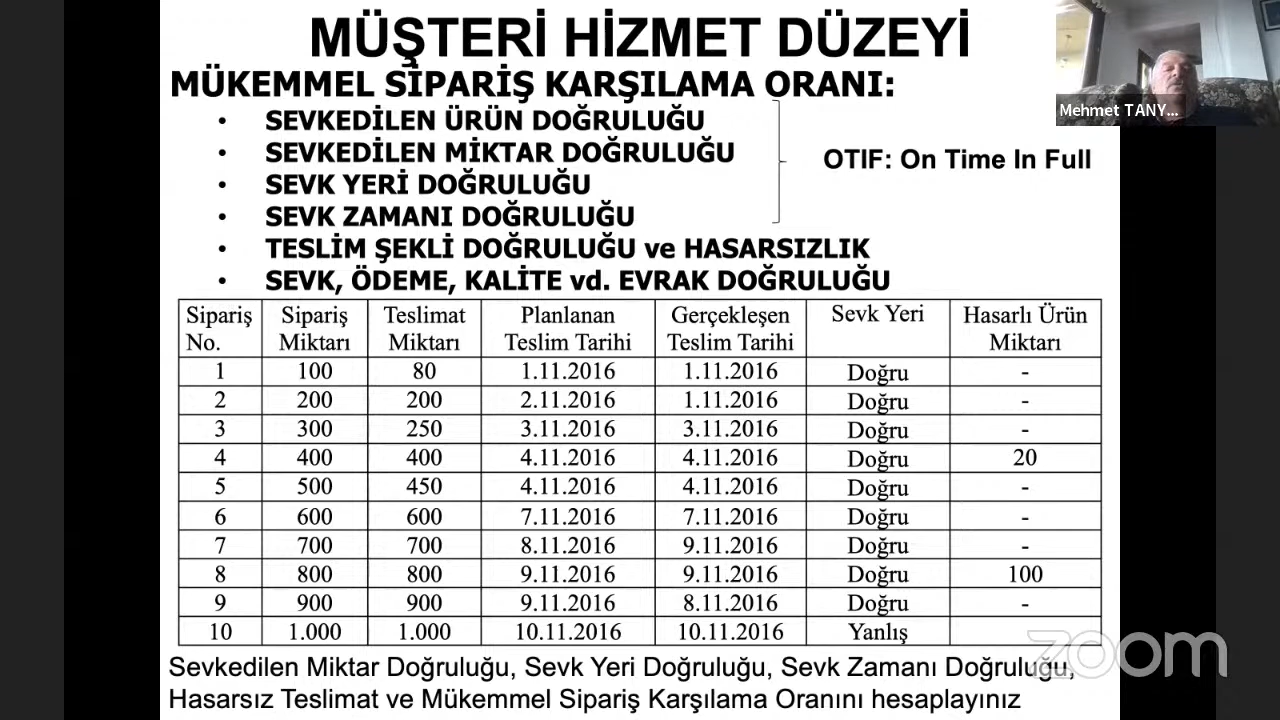 MÜŞTERİ HİZMET DÜZEYİ
MÜKEMMEL SİPARİŞ KARŞILAMA ORANI:
• SEVKEDİLEN ÜRÜN DOĞRULUĞU
• SEVKEDİLEN MİKTAR DOĞRULUĞU
• SEVK YERİ DOĞRULUĞU
• SEVK ZAMANI DOĞRULUĞU
• TESLİM ŞEKLİ DOĞRULUĞU ve HASARSIZLIK
• SEVK, ÖDEME, KALİTE vd. EVRAK DOĞRULUĞU
OTIF: On Time In Full
Mehmet TANY...
Sipariş No. Sipariş Miktarı Teslimat Miktarı Planlanan Teslim Tarihi Gerçekleşen Teslim Tarihi Sevk Yeri Hasarlı Ürün Miktarı
1 100 80 1.11.2016 1.11.2016 Doğru -
2 200 200 2.11.2016 1.11.2016 Doğru -
3 300 250 3.11.2016 3.11.2016 Doğru -
4 400 400 4.11.2016 4.11.2016 Doğru 20
5 500 450 4.11.2016 4.11.2016 Doğru -
6 600 600 7.11.2016 7.11.2016 Doğru -
7 700 700 8.11.2016 9.11.2016 Doğru -
8 800 800 9.11.2016 9.11.2016 Doğru 100
9 900 900 9.11.2016 8.11.2016 Doğru -
10 1.000 1.000 10.11.2016 10.11.2016 Yanlış
zoom
Sevkedilen Miktar Doğruluğu, Sevk Yeri Doğruluğu, Sevk Zamanı Doğruluğu,
Hasarsız Teslimat ve Mükemmel Sipariş Karşılama Oranını hesaplayınız